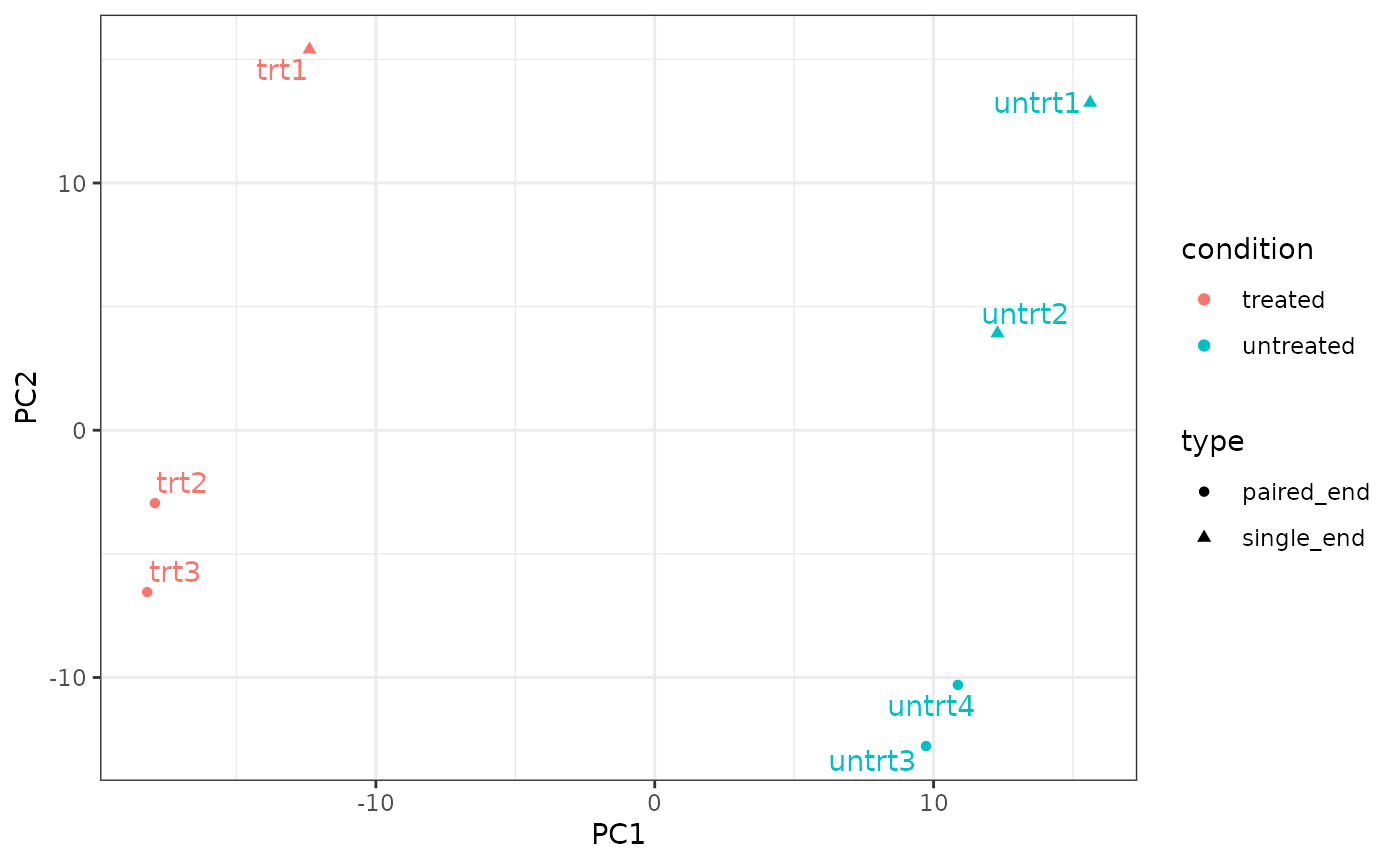 trt1
untrt1
10
untrt2
PC2
0
trt2
trt3
-10
untrt4
untrt3
-10
0
10
PC1
condition
treated
untreated
type
paired_end
single_end